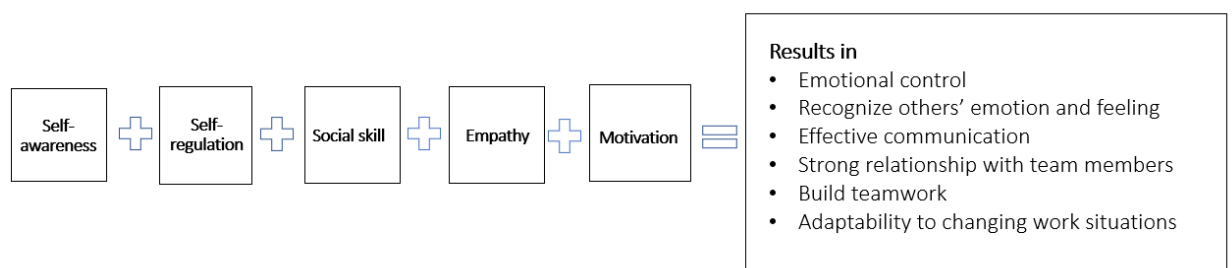 Self-
awareness
Self-
regulation
Social skill
Empathy
Motivation
Results in
• Emotional control
• Recognize others’ emotion and feeling
• Effective communication
• Strong relationship with team members
• Build teamwork
• Adaptability to changing work situations